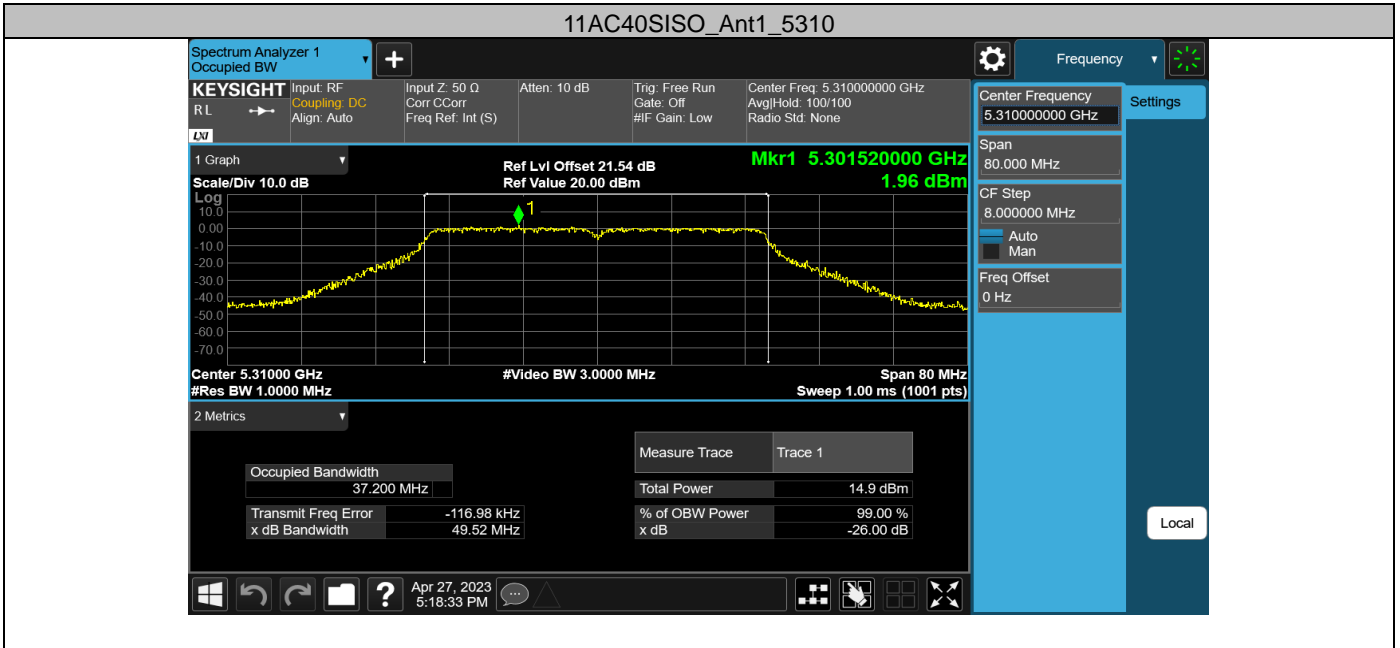 11AC40SISO_Ant1_5310
Spectrum Analyzer 1
Occupied BW
Frequency
KEYSIGHT
R L
LXI
Input: RF
Coupling: DC
Align: Auto
Input Z: 50 Ω
Corr CCorr
Freq Ref: Int (S)
Atten: 10 dB
Trig: Free Run
Gate: Off
#IF Gain: Low
Center Freq: 5.310000000 GHz
Avg|Hold: 100/100
Radio Std: None
Center Frequency
5.310000000 GHz
Settings
Span
80.000 MHz
CF Step
8.000000 MHz
Auto
Man
Freq Offset
0 Hz
1 Graph
Scale/Div 10.0 dB
Ref Lvl Offset 21.54 dB
Ref Value 20.00 dBm
Mkr1 5.301520000 GHz
1.96 dBm
Log
10.0
0.00
-10.0
-20.0
-30.0
-40.0
-50.0
-60.0
-70.0
1
Center 5.31000 GHz
#Video BW 3.0000 MHz
Span 80 MHz
#Res BW 1.0000 MHz
Sweep 1.00 ms (1001 pts)
2 Metrics
Measure Trace Trace 1
Occupied Bandwidth
37.200 MHz
Total Power 14.9 dBm
Transmit Freq Error -116.98 kHz
% of OBW Power 99.00 %
x dB Bandwidth 49.52 MHz
x dB -26.00 dB
Local
?
Apr 27, 2023
5:18:33 PM